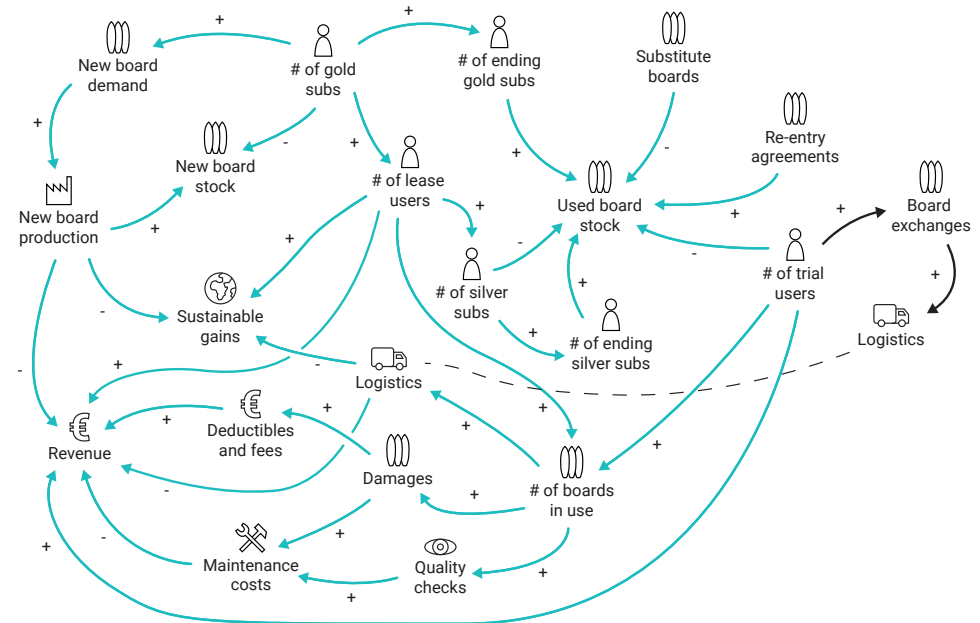 +
+
New board
demand
# of gold
subs
# of ending
gold subs
Substitute
boards
+
-
+
+
-
Re-entry
agreements
New board
stock
# of lease
users
Used board
stock
Board
exchanges
New board
production
+
+
+
-
+
-
+
+
# of trial
users
# of silver
subs
Sustainable
gains
-
+
+
# of ending
silver subs
Logistics
-
+
-
Logistics
+
+
+
+
Deductibles
and fees
+
Revenue
Damages
# of boards
in use
-
+
+
+
-
+
Maintenance
costs
Quality
checks
+
+